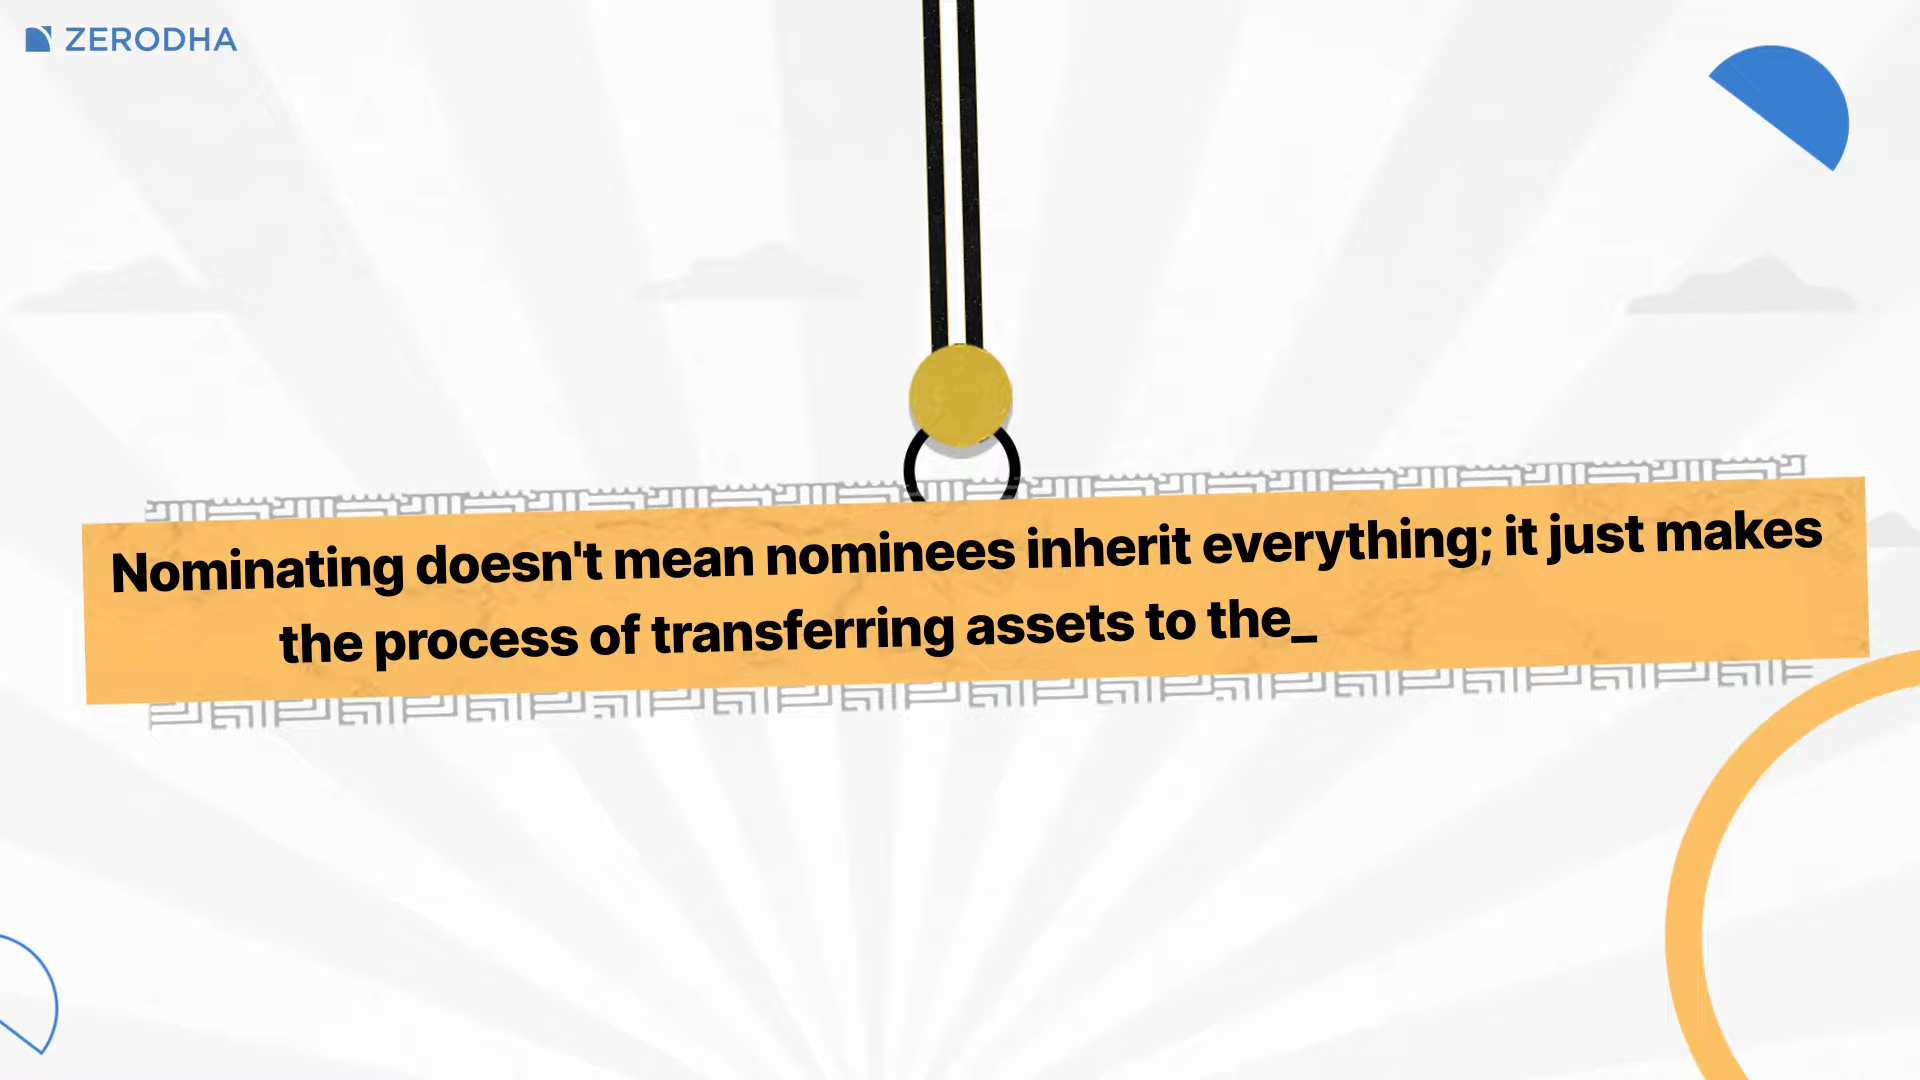 ZERODHA
Nominating doesn't mean nominees inherit everything; it just makes
the process of transferring assets to the_